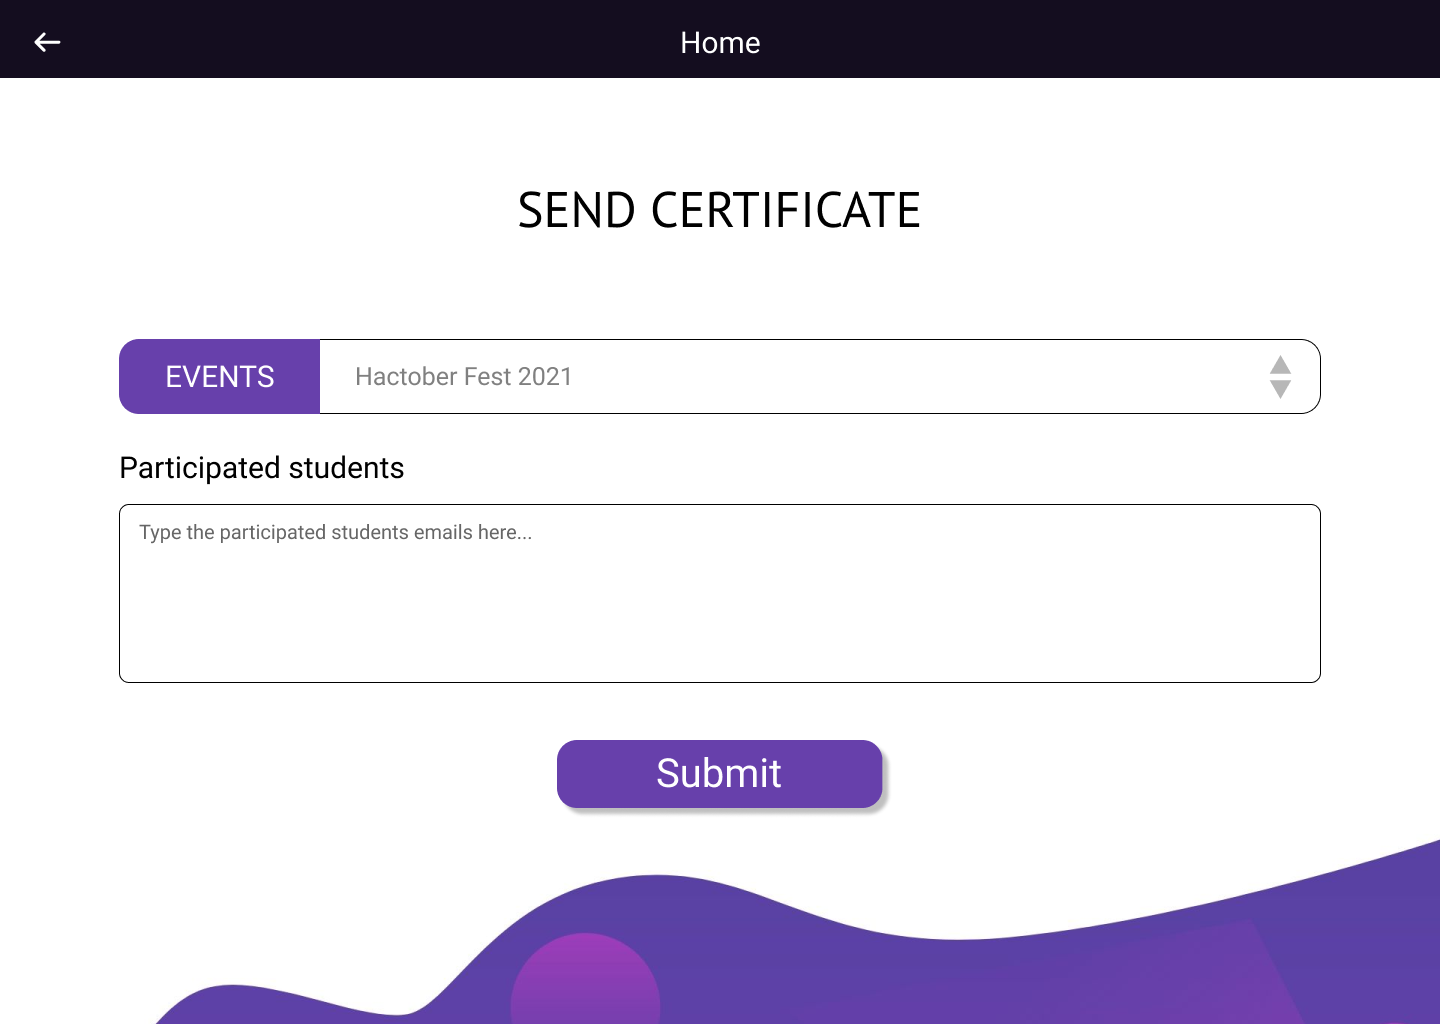 Home
SEND CERTIFICATE
EVENTS Hactober Fest 2021
Participated students
Type the participated students emails here...
Submit